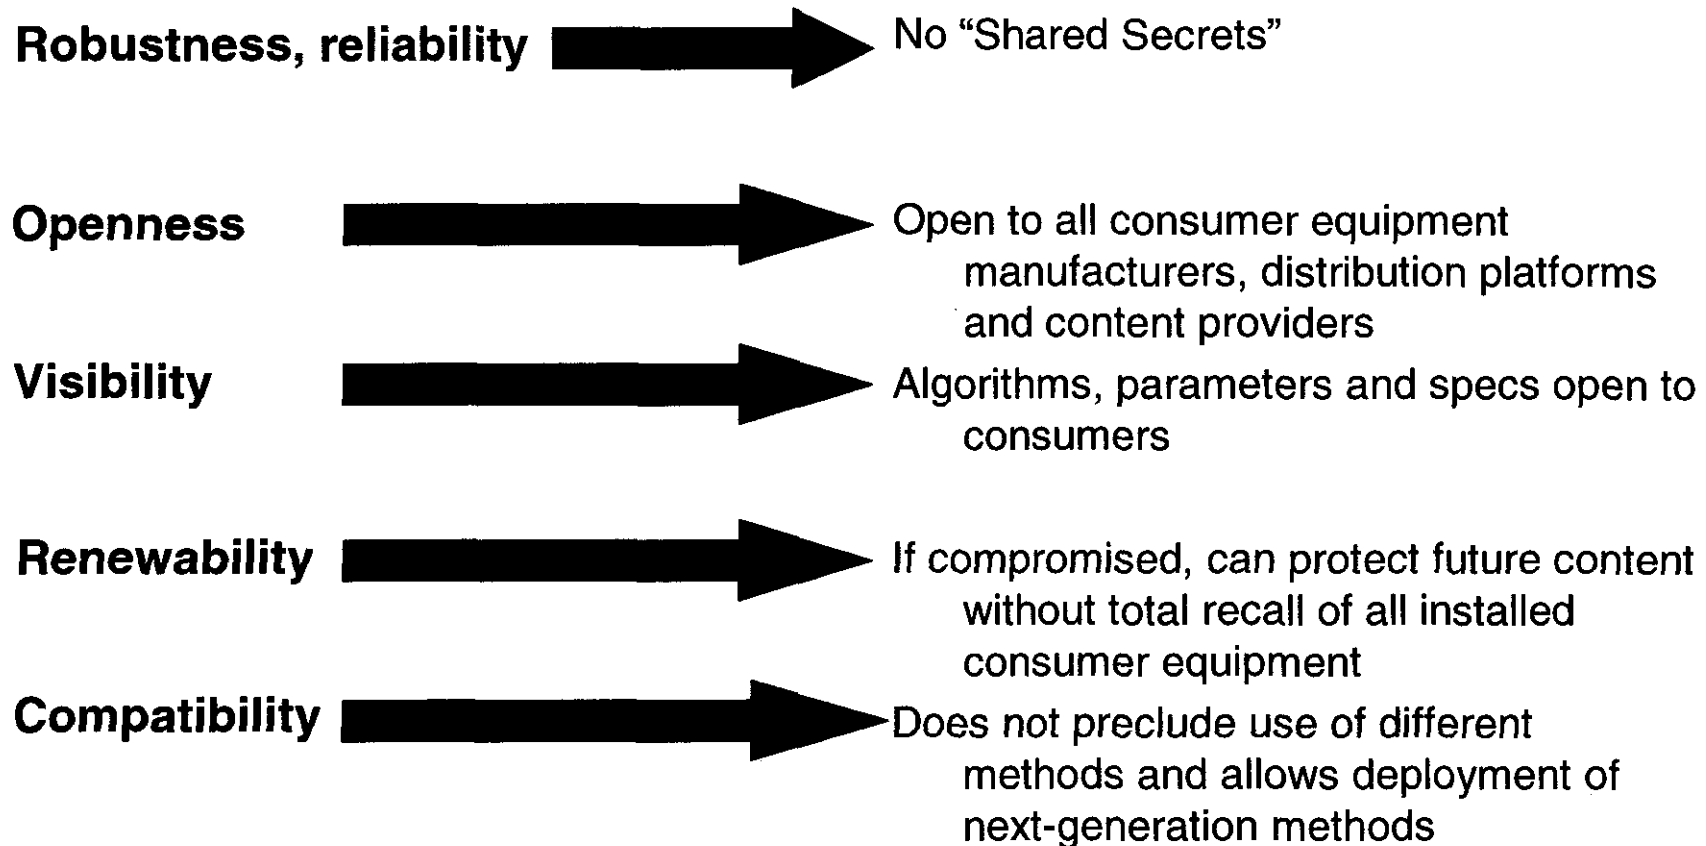 Robustness, reliability
No “Shared Secrets”
Openness
Open to all consumer equipment
manufacturers, distribution platforms
and content providers
Visibility
Algorithms, parameters and specs open to
consumers
Renewability
If compromised, can protect future content
without total recall of all installed
consumer equipment
Compatibility
Does not preclude use of different
methods and allows deployment of
next-generation methods